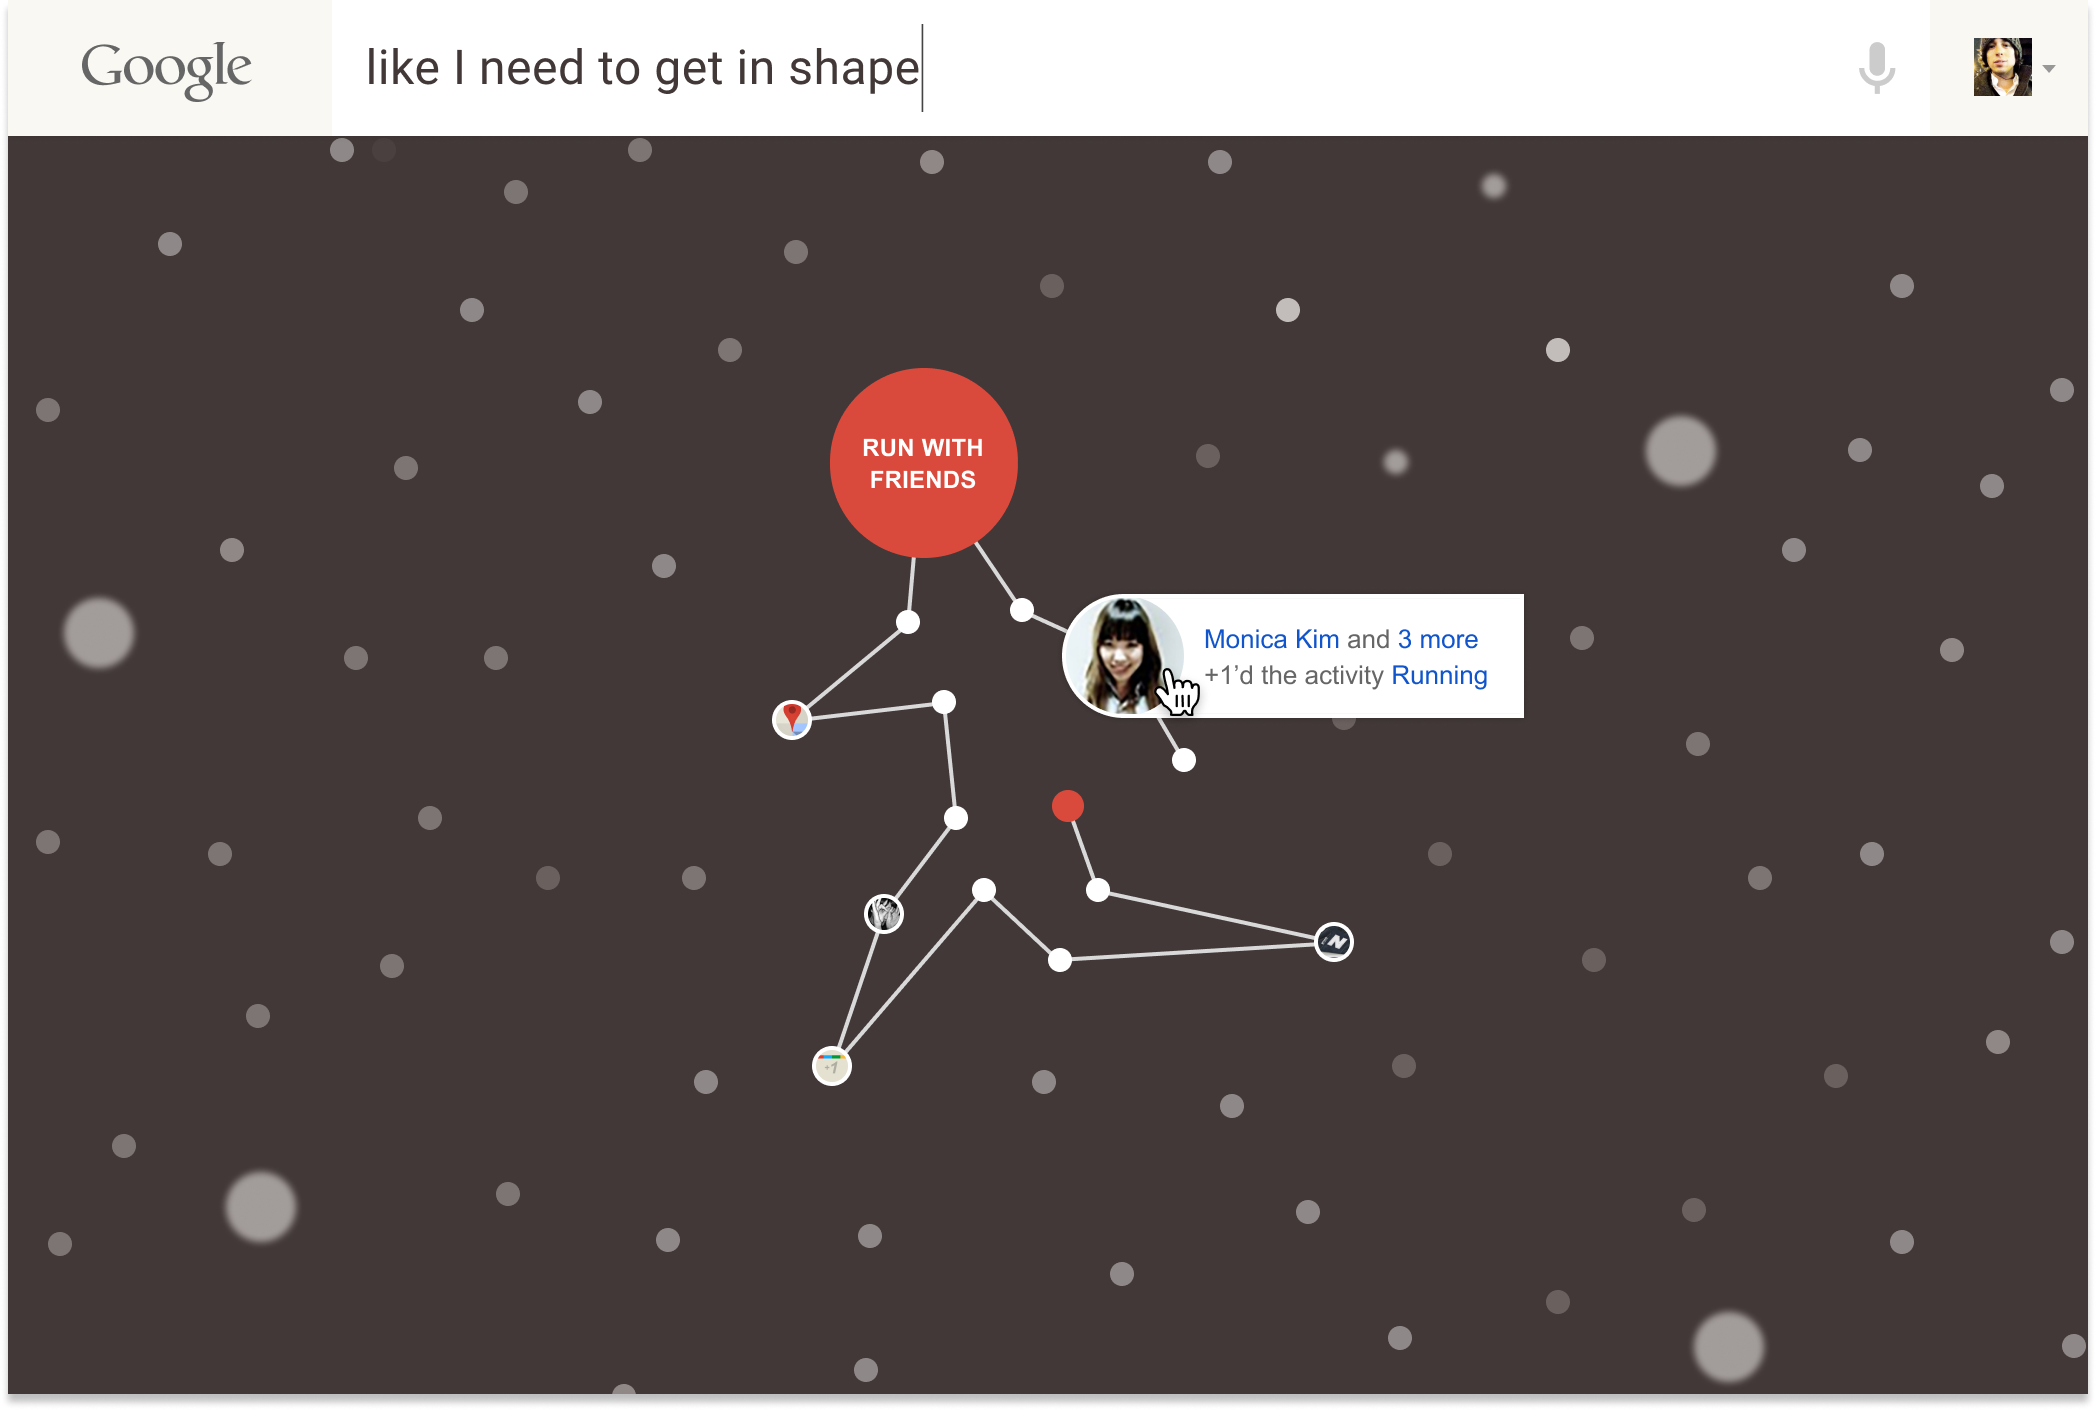 Google
like I need to get in shape
RUN WITH
FRIENDS
Monica Kim and 3 more
+1’d the activity Running
N
+1